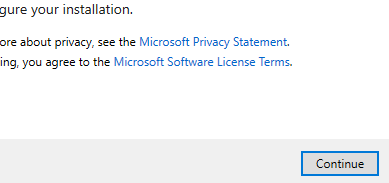 gure your installation.
ore about privacy, see the Microsoft Privacy Statement.
ing, you agree to the Microsoft Software License Terms.
Continue